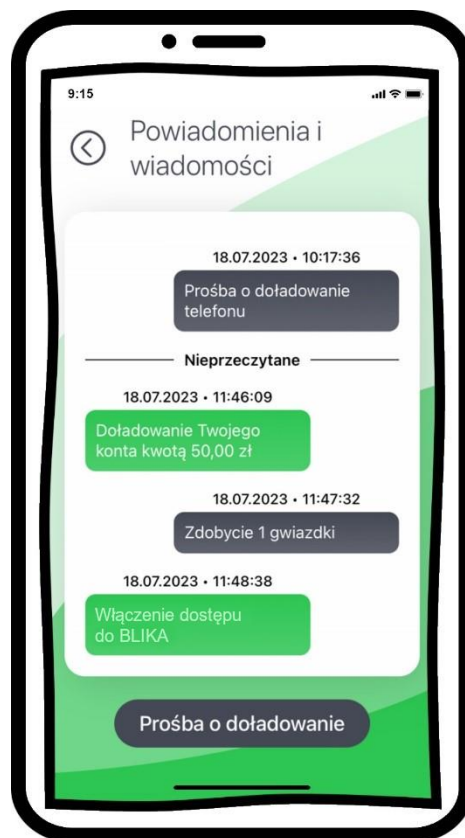 9:15
Powiadomienia i
wiadomości
18.07.2023 • 10:17:36
Prośba o doładowanie
telefonu
Nieprzeczytane
18.07.2023 • 11:46:09
Doładowanie Twojego
konta kwotą 50,00 zł
18.07.2023 • 11:47:32
Zdobycie 1 gwiazdki
18.07.2023 • 11:48:38
Włączenie dostępu
do BLIKA
Prośba o doładowanie